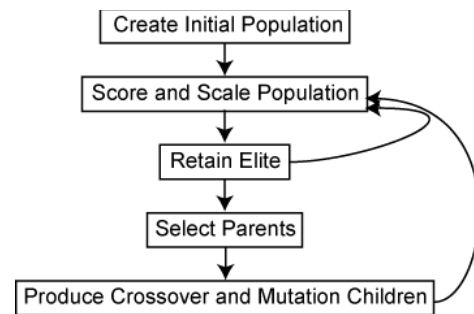 Create Initial Population
Score and Scale Population
Retain Elite
Select Parents
Produce Crossover and Mutation Children